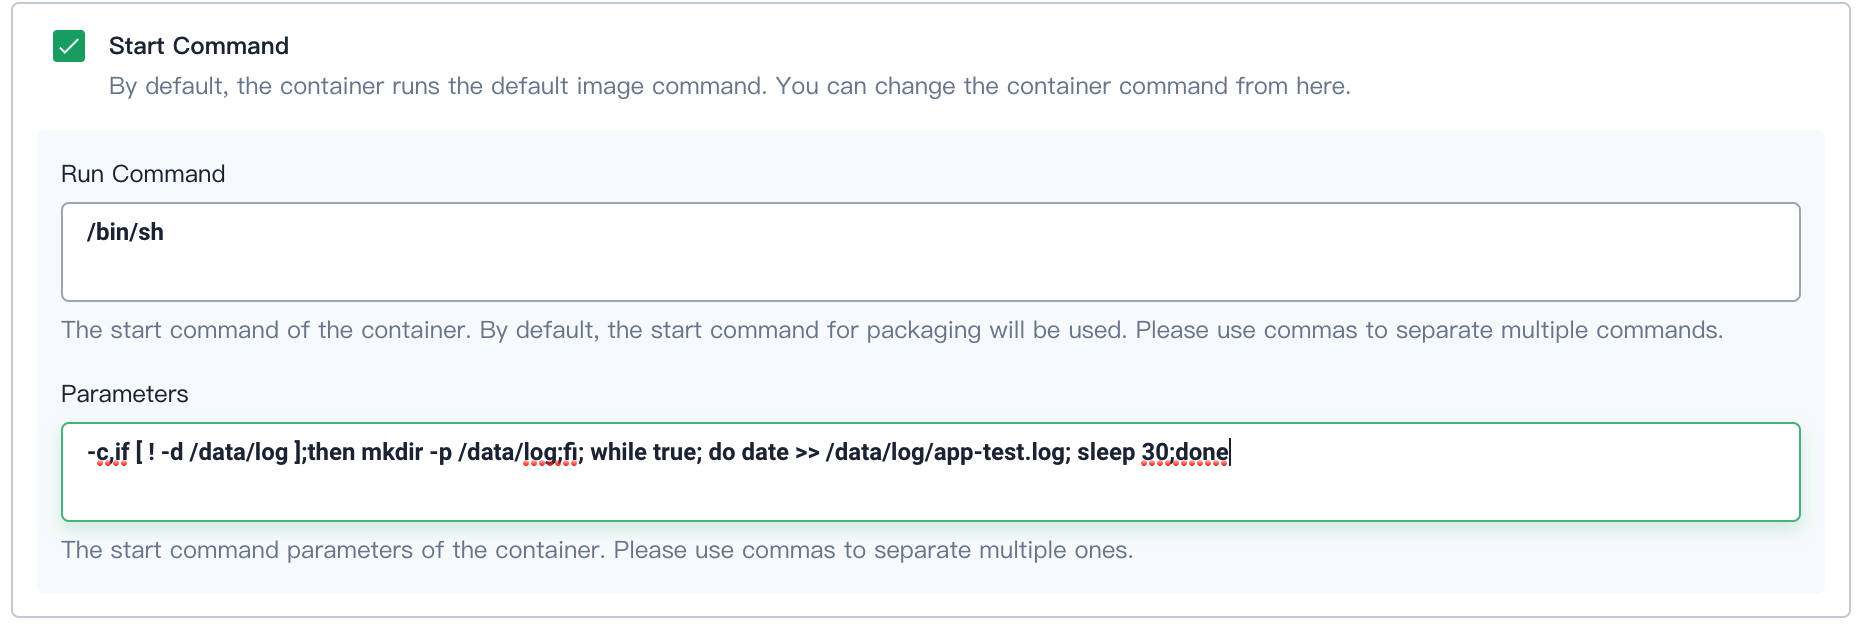 Start Command
By default, the container runs the default image command. You can change the container command from here.
Run Command
/bin/sh
The start command of the container. By default, the start command for packaging will be used. Please use commas to separate multiple commands.
Parameters
-c,if [ ! -d /data/log ];then mkdir -p /data/log;fi; while true; do date >> /data/log/app-test.log; sleep 30;done
The start command parameters of the container. Please use commas to separate multiple ones.